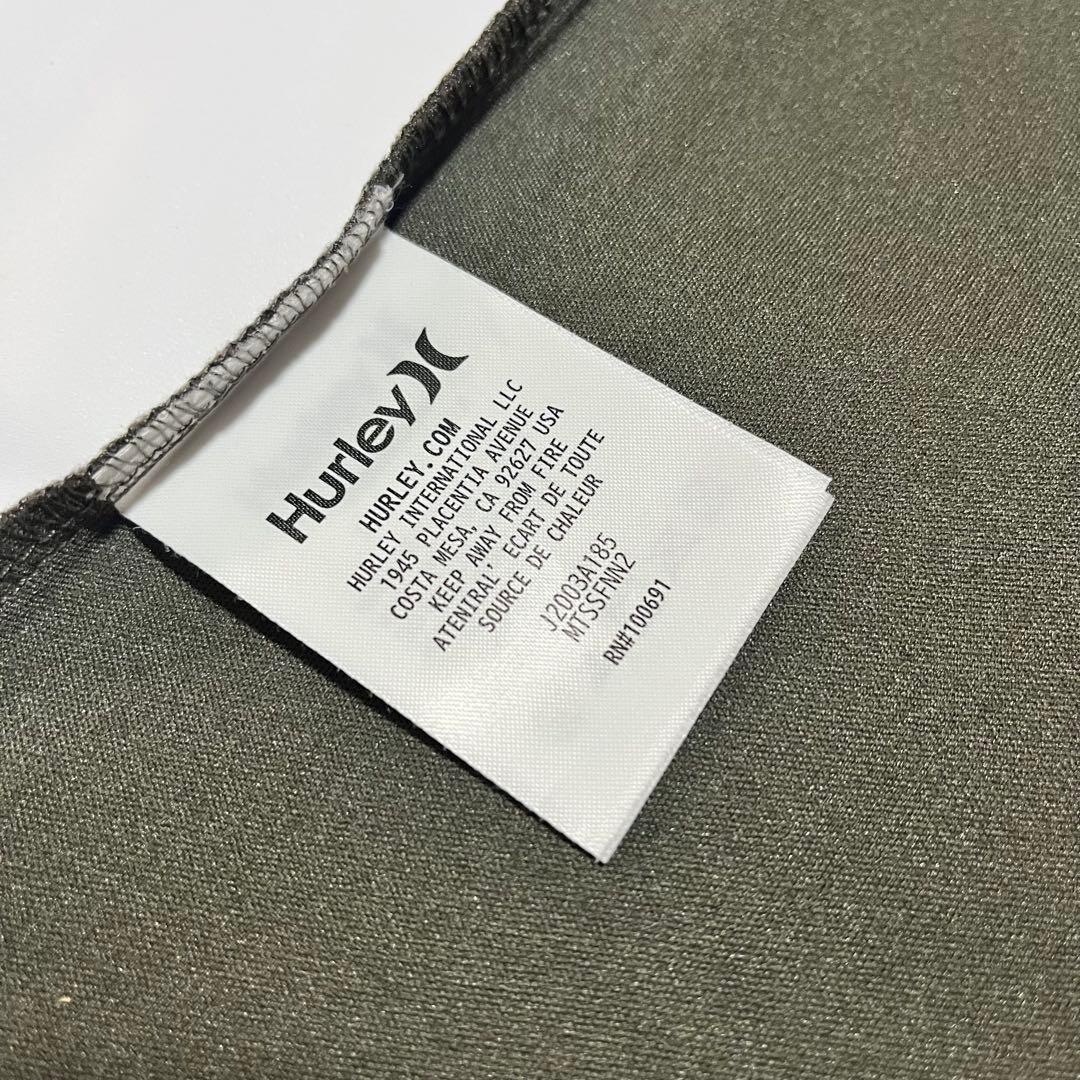 Hurley
HURLEY.COM
HURLEY INTERNATIONAL LLC
1945 PLACENTIA AVENUE
COSTA MESA, CA 92627 USA
KEEP AWAY FROM FIRE
ATENIRAL' ECART DE TOUTE
SOURCE DE CHALEUR
J2003A185
MTSSFNN2
RN#100691